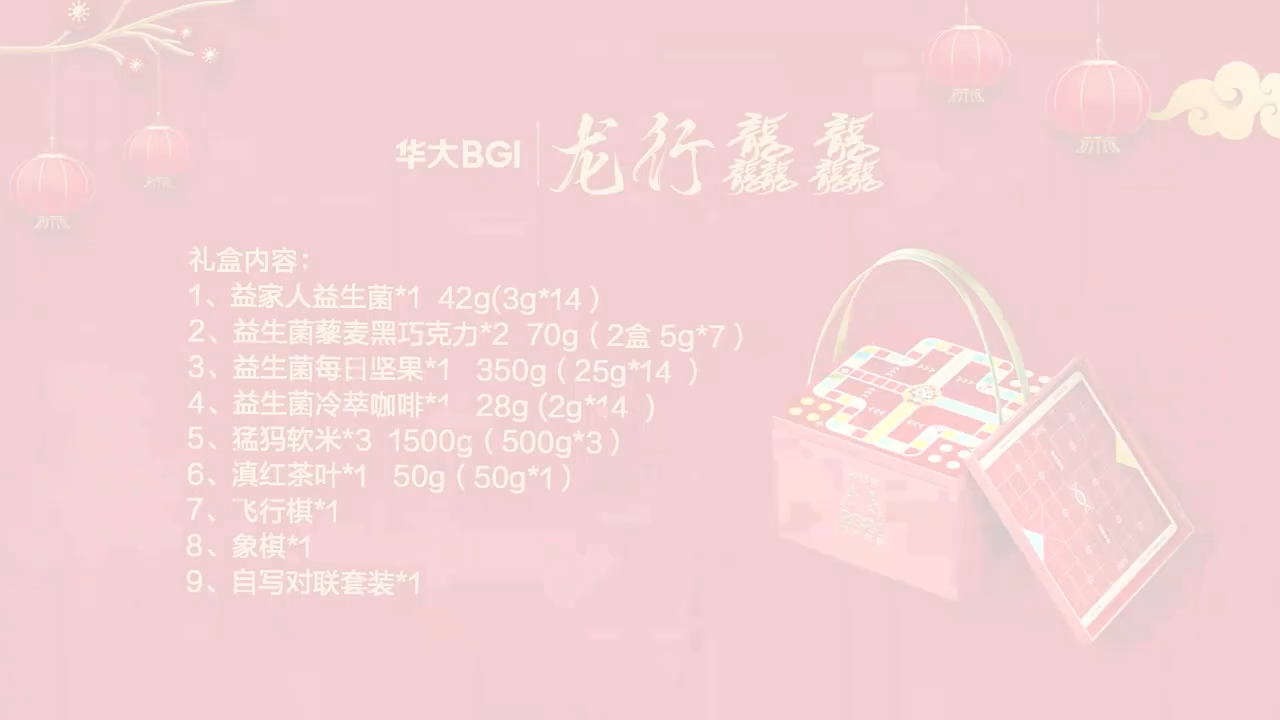 华大BGI 龙行龘龘
礼盒内容：
1、益家人益生菌*1 42g(3g*14）
2、益生菌藜麦黑巧克力*2 70g（2盒 5g*7）
3、益生菌每日坚果*1 350g（25g*14 ）
4、益生菌冷萃咖啡*1 28g (2g*14 ）
5、猛犸软米*3 1500g（500g*3）
6、滇红茶叶*1 50g（50g*1）
7、飞行棋*1
8、象棋*1
9、自写对联套装*1